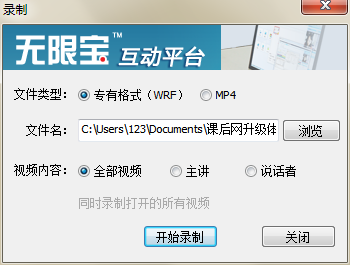 录制
无限宝™互动平台
文件类型： 专有格式（WRF） MP4
文件名： C:\Users\123\Documents\课后网升级体 浏览
视频内容： 全部视频 主讲 说话者
同时录制打开的所有视频
开始录制 关闭